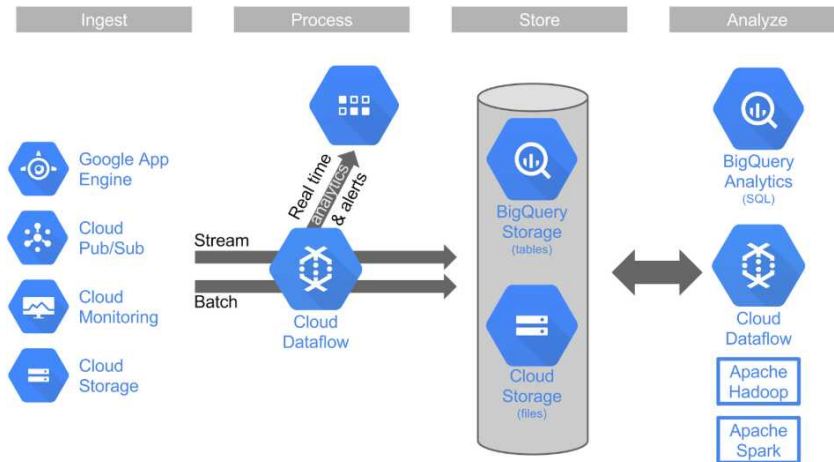 Ingest
Process
Store
Analyze
Google App
Engine
Cloud
Pub/Sub
Cloud
Monitoring
Cloud
Storage
Stream
Batch
Real time
analytics
& alerts
Cloud
Dataflow
BigQuery
Storage
(tables)
Cloud
Storage
(files)
BigQuery
Analytics
(SQL)
Cloud
Dataflow
Apache
Hadoop
Apache
Spark